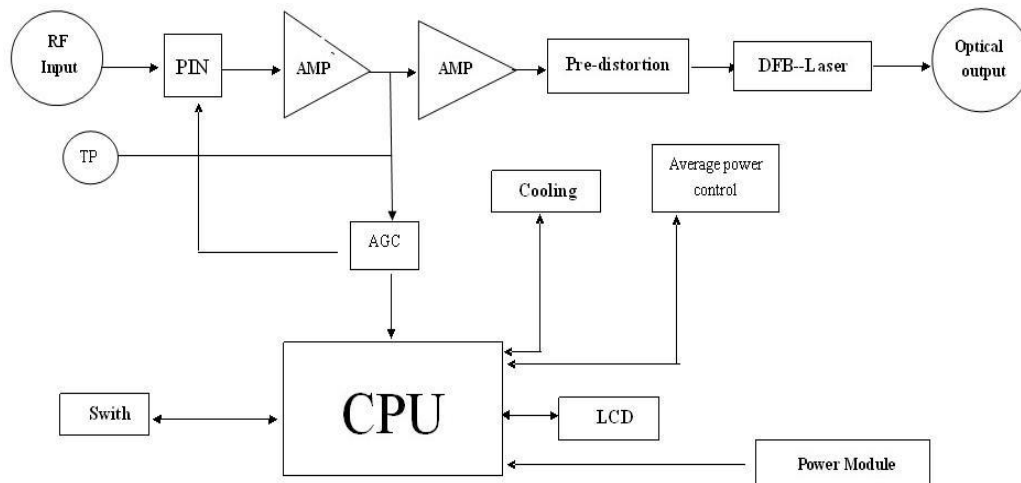 RF
Input
PIN
AMP
AMP
Pre-distortion
DFB--Laser
Optical
output
TP
Cooling
Average power
control
AGC
CPU
Swith
LCD
Power Module